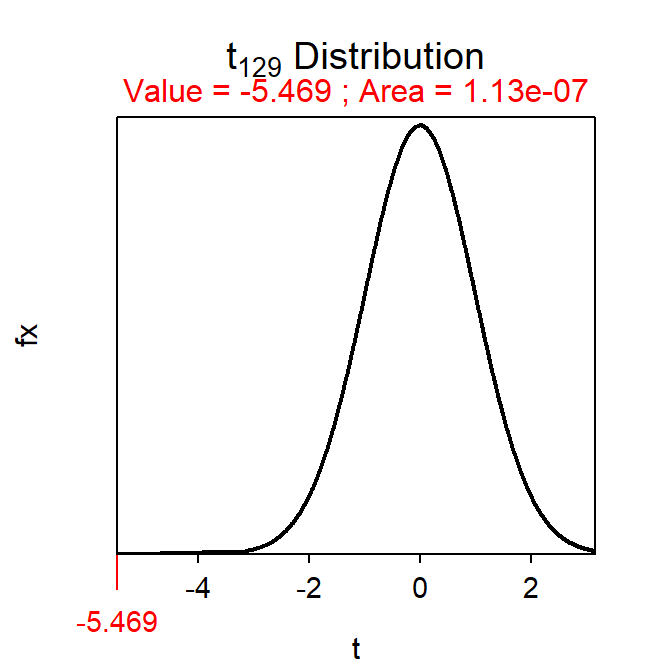 t129 Distribution
Value = -5.469 ; Area = 1.13e-07
fx
-4 -2 0 2
-5.469
t